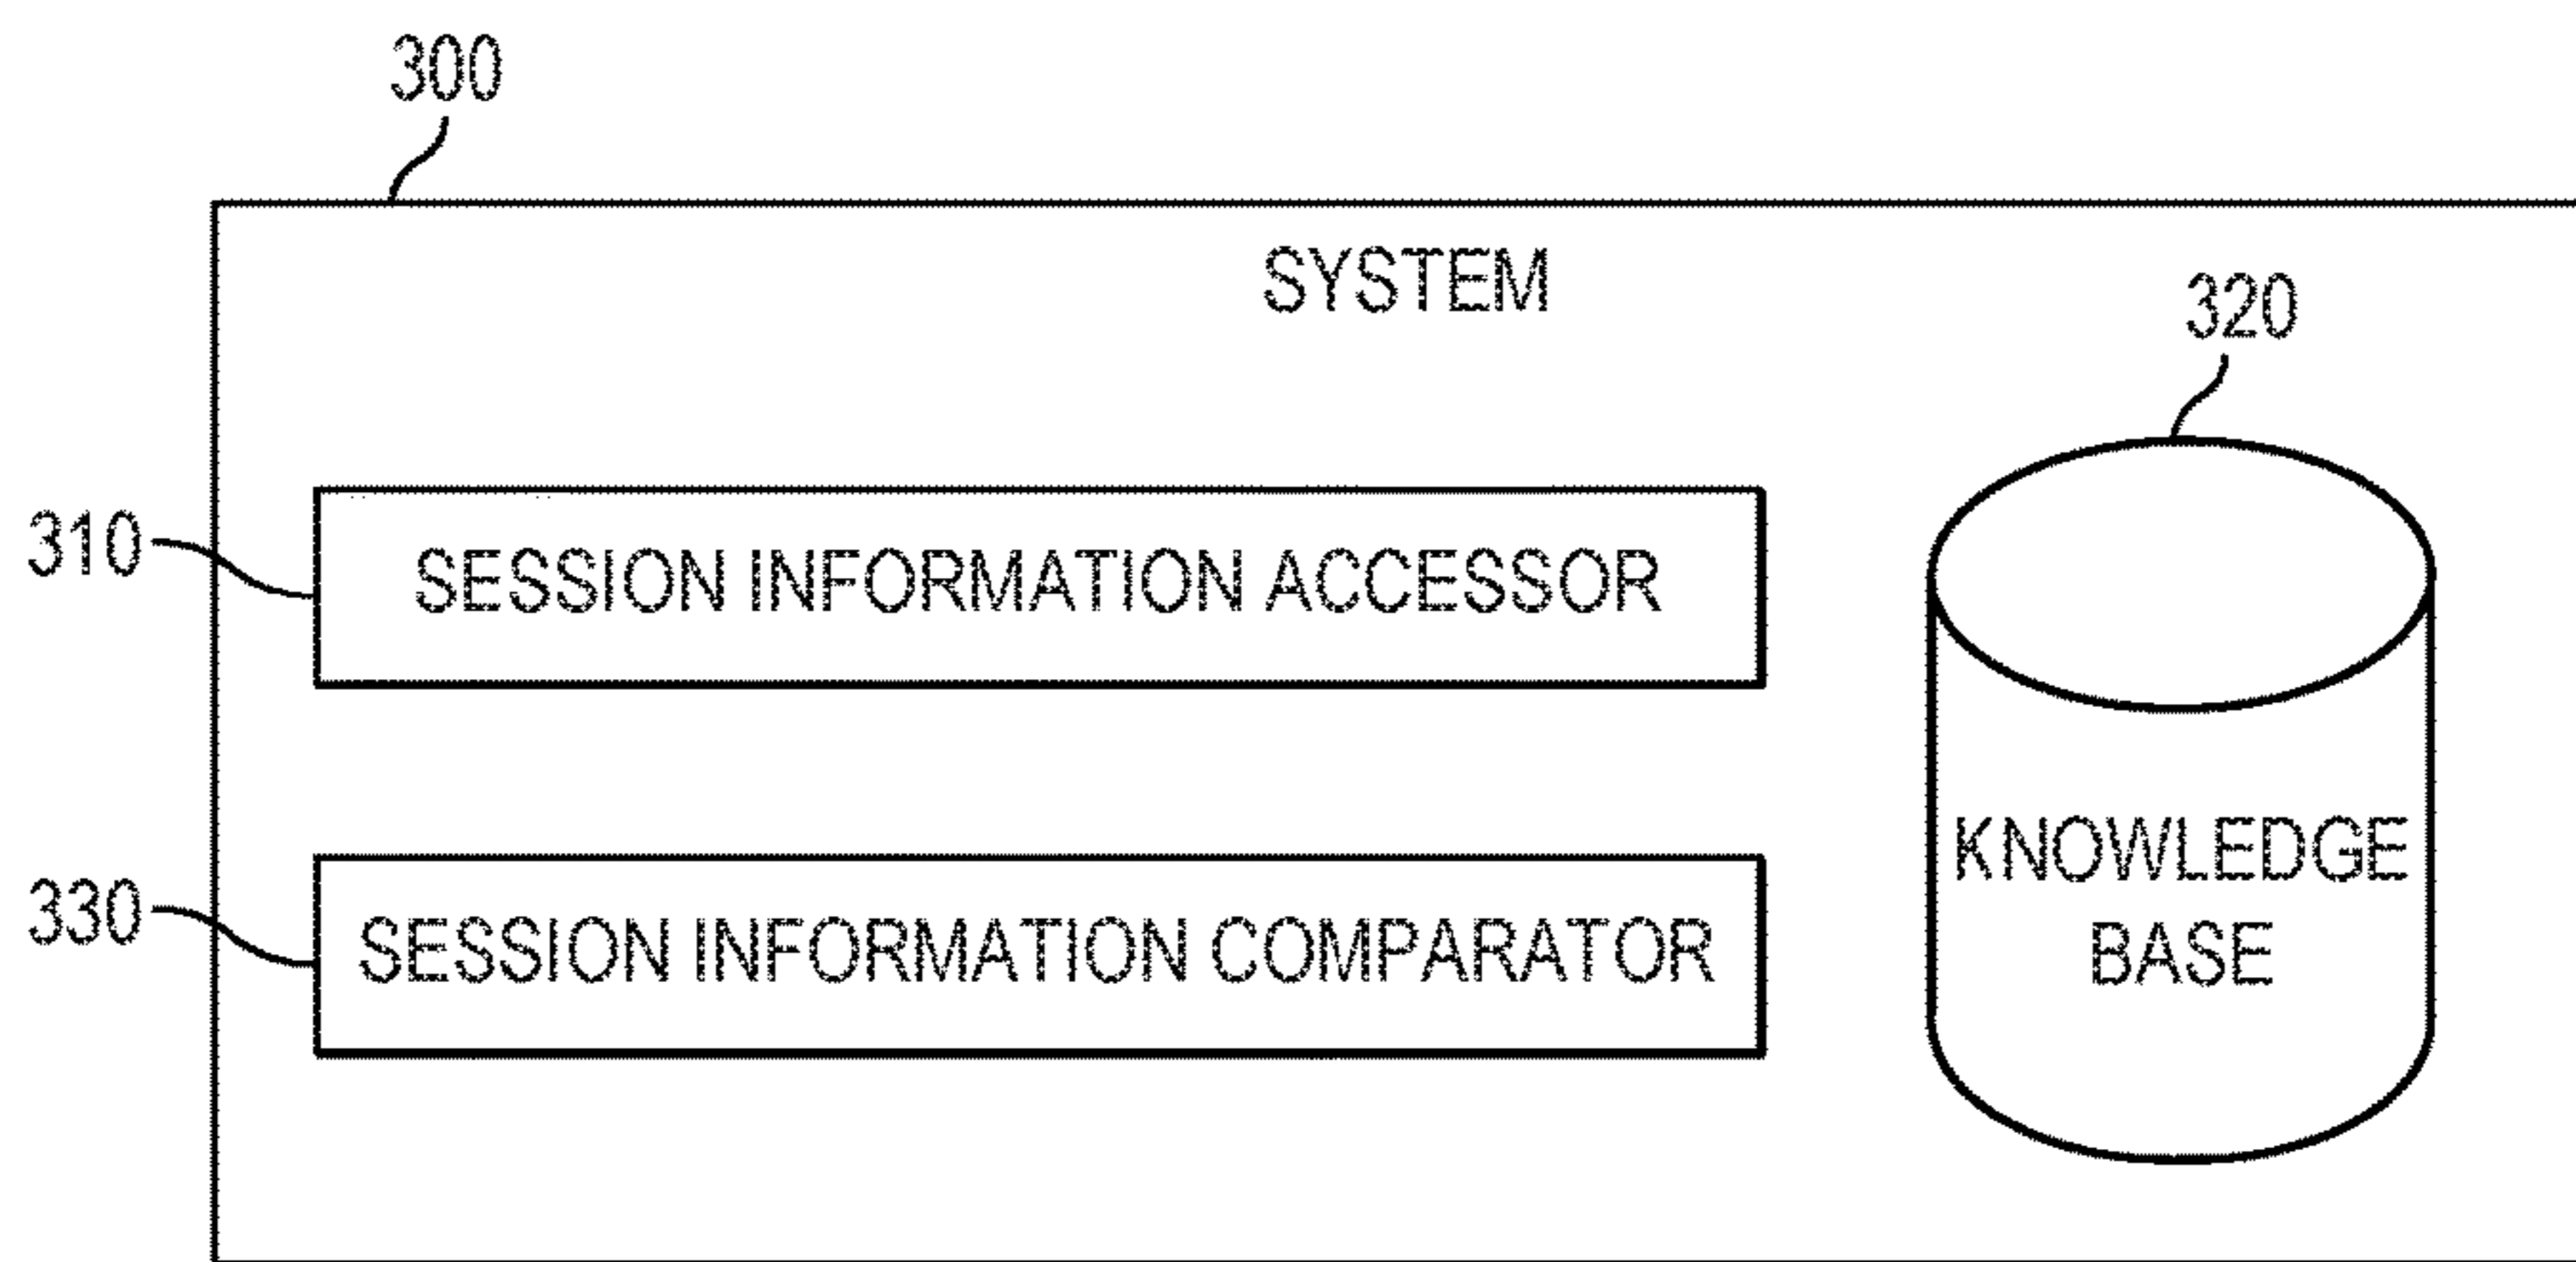 300
SYSTEM
320
310
SESSION INFORMATION ACCESSOR
330
SESSION INFORMATION COMPARATOR
KNOWLEDGE
BASE